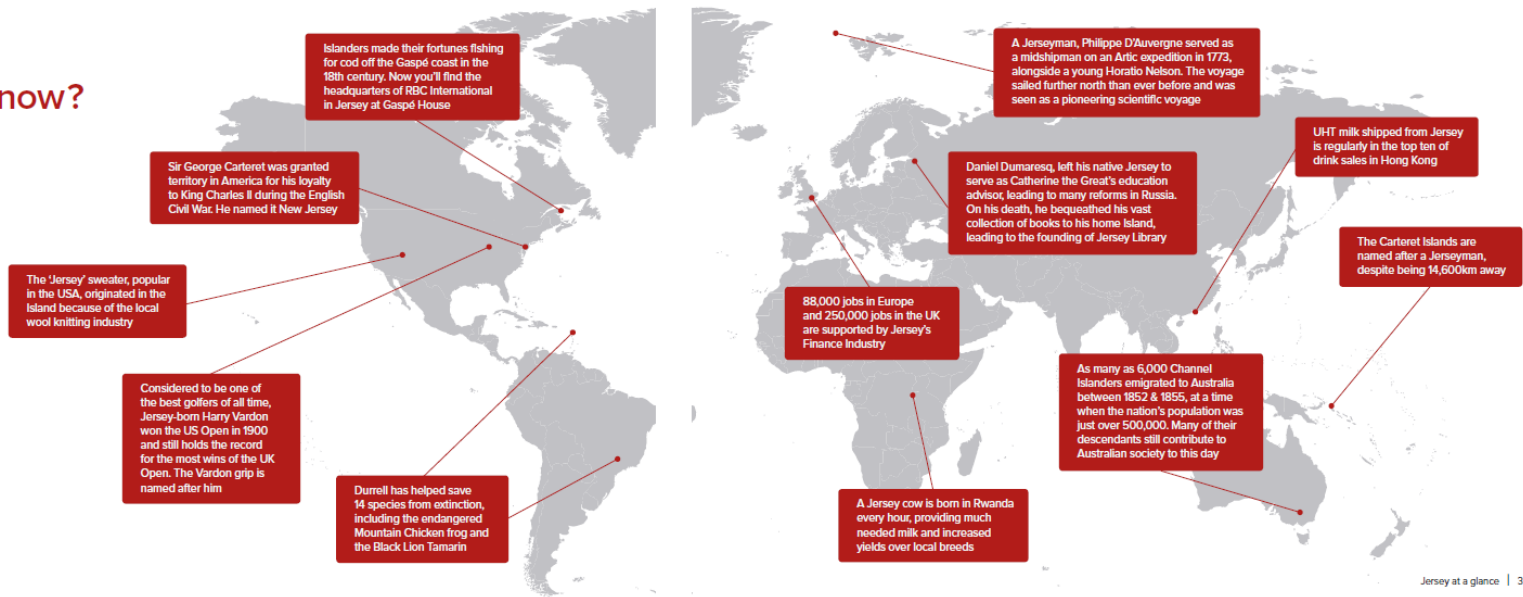 now?
Islanders made their fortunes fishing
for cod off the Gaspé coast in the
18th century. Now you'll find the
headquarters of RBC International
in Jersey at Gaspé House
Sir George Carteret was granted
territory in America for his loyalty
to King Charles II during the English
Civil War. He named it New Jersey
The 'Jersey' sweater, popular
in the USA, originated in the
Island because of the local
wool knitting industry
Considered to be one of
the best golfers of all time,
Jersey-born Harry Vardon
won the US Open in 1900
and still holds the record
for the most wins of the UK
Open. The Vardon grip is
named after him
Durrell has helped save
14 species from extinction,
including the endangered
Mountain Chicken frog and
the Black Lion Tamarin
A Jerseyman, Philippe D'Auvergne served as
a midshipman on an Artic expedition in 1773,
alongside a young Horatio Nelson. The voyage
sailed further north than ever before and was
seen as a pioneering scientific voyage
UHT milk shipped from Jersey
is regularly in the top ten of
drink sales in Hong Kong
Daniel Dumaresq, left his native Jersey to
serve as Catherine the Great's education
advisor, leading to many reforms in Russia.
On his death, he bequeathed his vast
collection of books to his home Island,
leading to the founding of Jersey Library
The Carteret Islands are
named after a Jerseyman,
despite being 14,600km away
88,000 jobs in Europe
and 250,000 jobs in the UK
are supported by Jersey's
Finance Industry
As many as 6,000 Channel
Islanders emigrated to Australia
between 1852 & 1855, at a time
when the nation's population was
just over 500,000. Many of their
descendants still contribute to
Australian society to this day
A Jersey cow is born in Rwanda
every hour, providing much
needed milk and increased
yields over local breeds
Jersey at a glance | 3